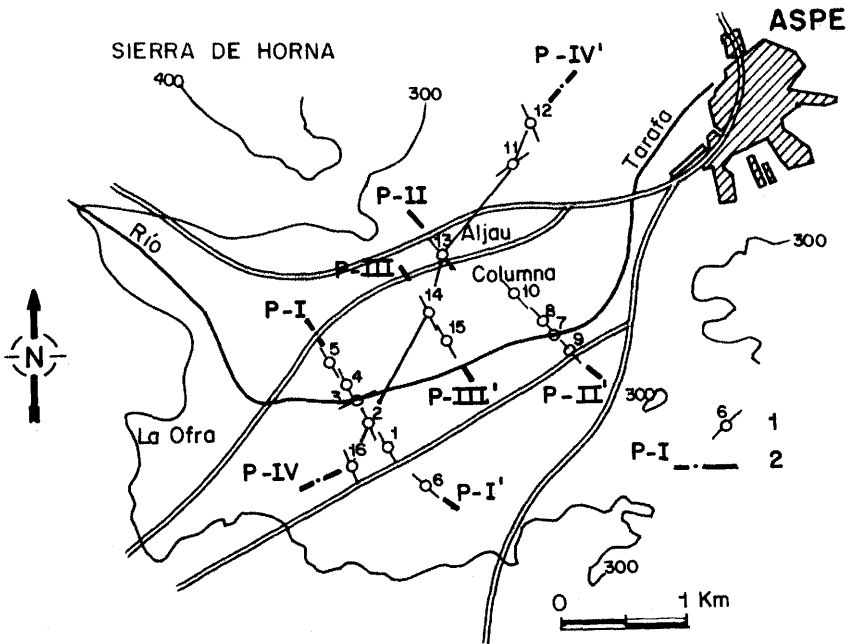 ASPE
SIERRA DE HORNA
400
300
P-IV'
12
11
Tarafa
P-II
13
Aljau
Río
P-III
Columna
300
10
P-I
14
8
7
15
5
9
4
N
3
P-III'
P-II'
300
2
La Ofra
1
6
1
16
P-IV
P-I
2
6
P-I'
300
0
1 Km